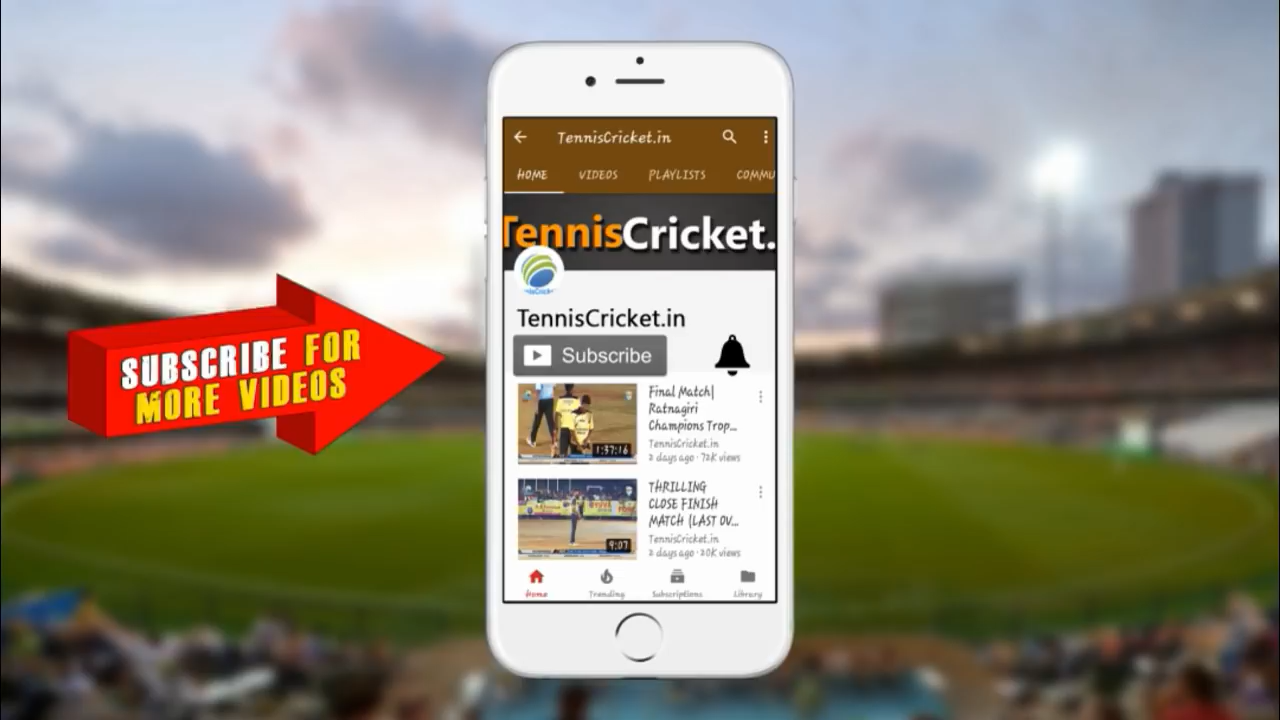 TennisCricket.in
HOME VIDEOS PLAYLISTS COMMU
TennisCricket.
TennisCricket.in
Subscribe
SUBSCRIBE FOR
MORE VIDEOS
1:37:16
Final Match|
Ratnagiri
Champions Trop...
TennisCricket.in
2 days ago · 72K views
9:07
THRILLING
CLOSE FINISH
MATCH (LAST OV...
TennisCricket.in
2 days ago · 20K views
Home Trending Subscriptions Library